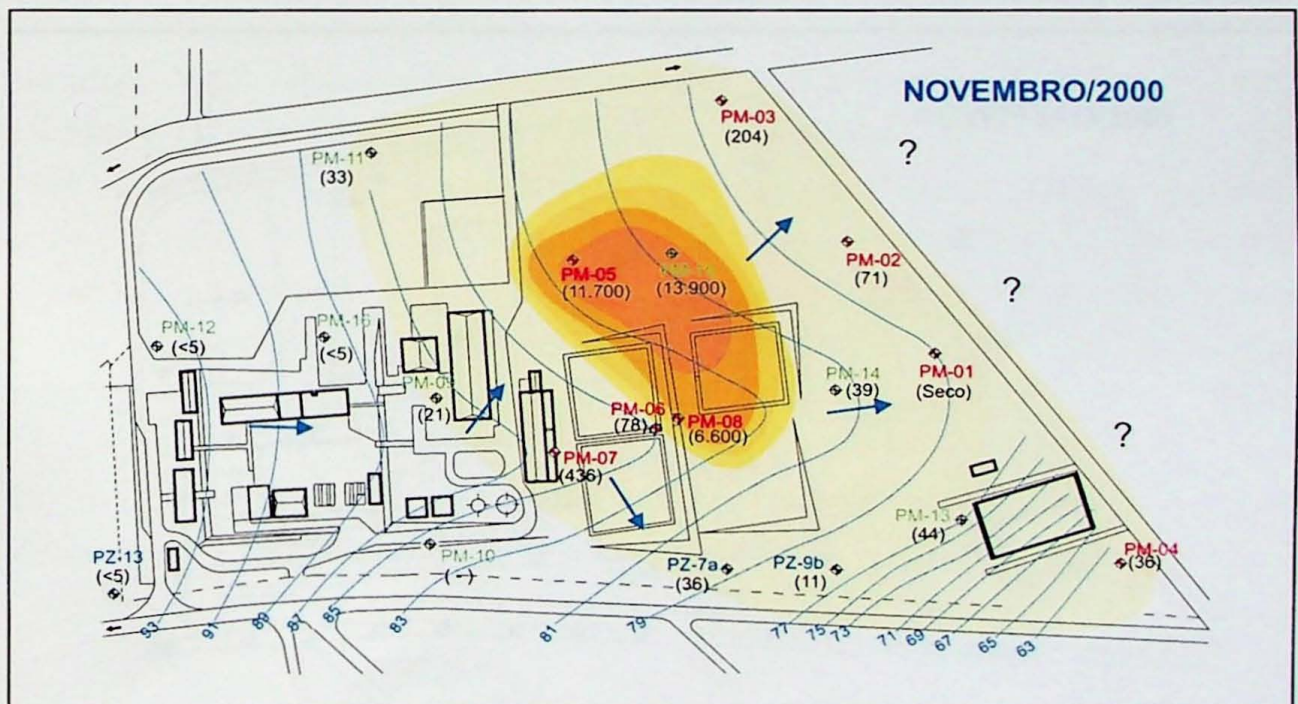 NOVEMBRO/2000
PM-03
(204)
?
PM-11
(33)
PM-02
(71)
PM-05
(11.700)
(13.900)
?
PM-12
(<5)
PM-16
(<5)
PM-01
(Seco)
PM-14
(39)
PM-09
(21)
PM-06
(78)
PM-08
(6.600)
?
PM-07
(436)
PM-13
(44)
PM-04
(36)
PZ-13
(<5)
PM-10
(-)
PZ-7a
(36)
PZ-9b
(11)
93
91
89
87
85
83
81
79
77
75
73
71
69
67
65
63